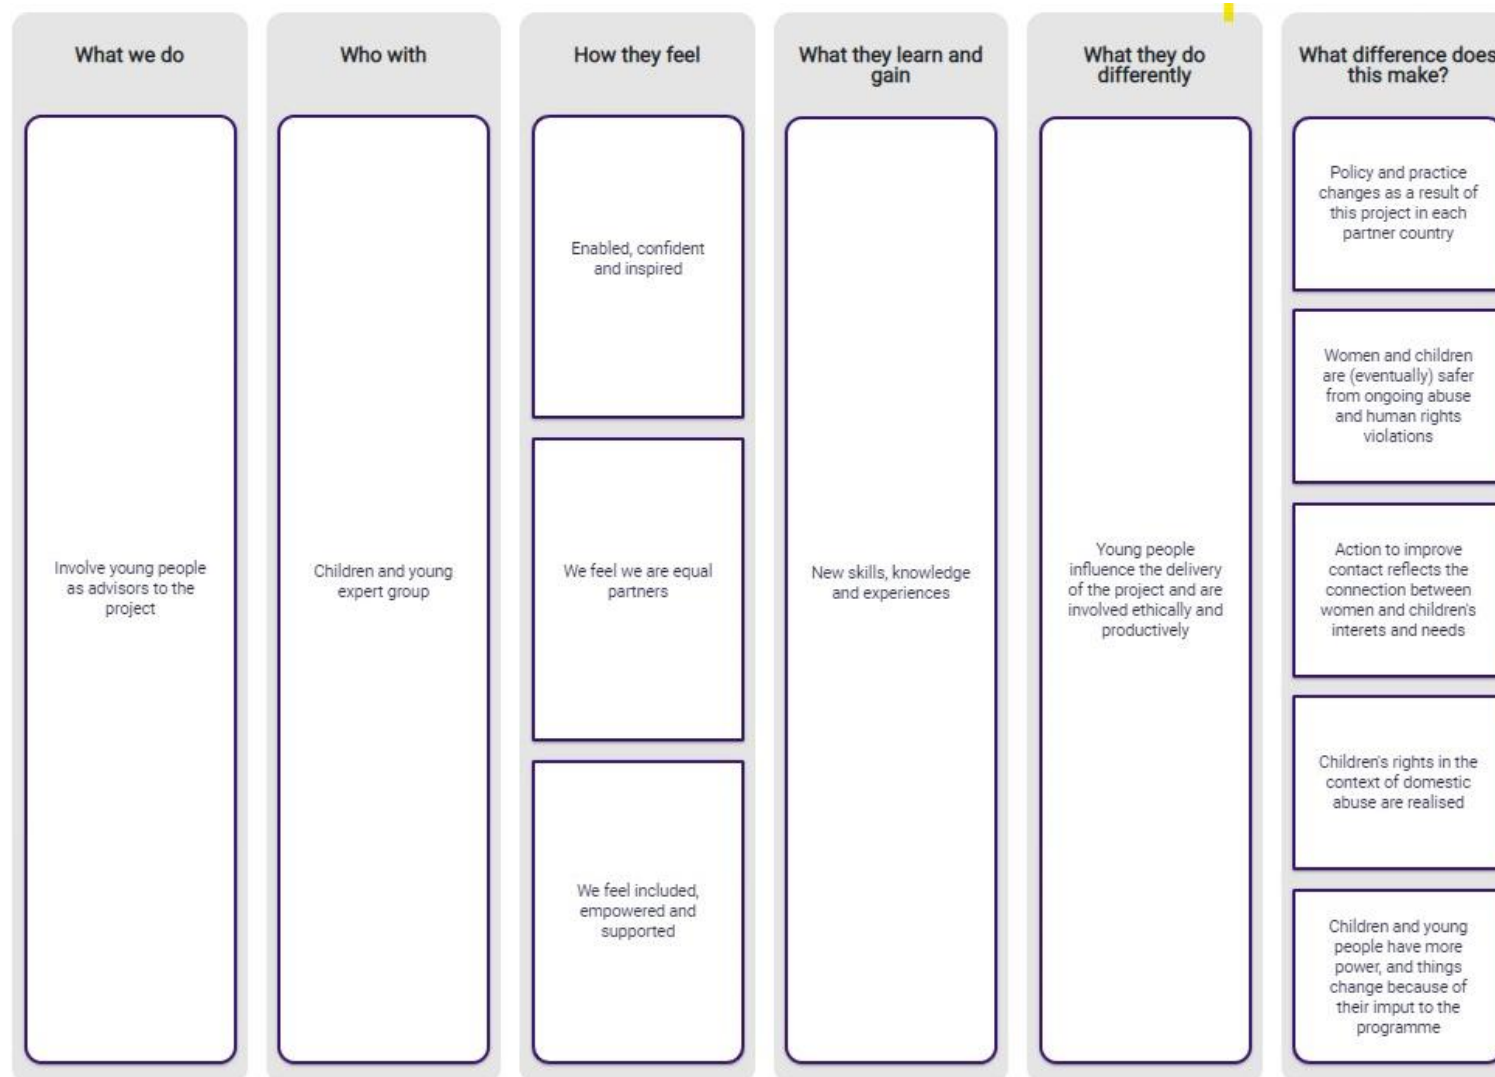 What we do
Involve young people
as advisors to the
project
Who with
Children and young
expert group
How they feel
Enabled, confident
and inspired
We feel we are equal
partners
We feel included,
empowered and
supported
What they learn and
gain
New skills, knowledge
and experiences
What they do
differently
Young people
influence the delivery
of the project and are
involved ethically and
productively
What difference does
this make?
Policy and practice
changes as a result of
this project in each
partner country
Women and children
are (eventually) safer
from ongoing abuse
and human rights
violations
Action to improve
contact reflects the
connection between
women and children's
interets and needs
Children's rights in the
context of domestic
abuse are realised
Children and young
people have more
power, and things
change because of
their imput to the
programme